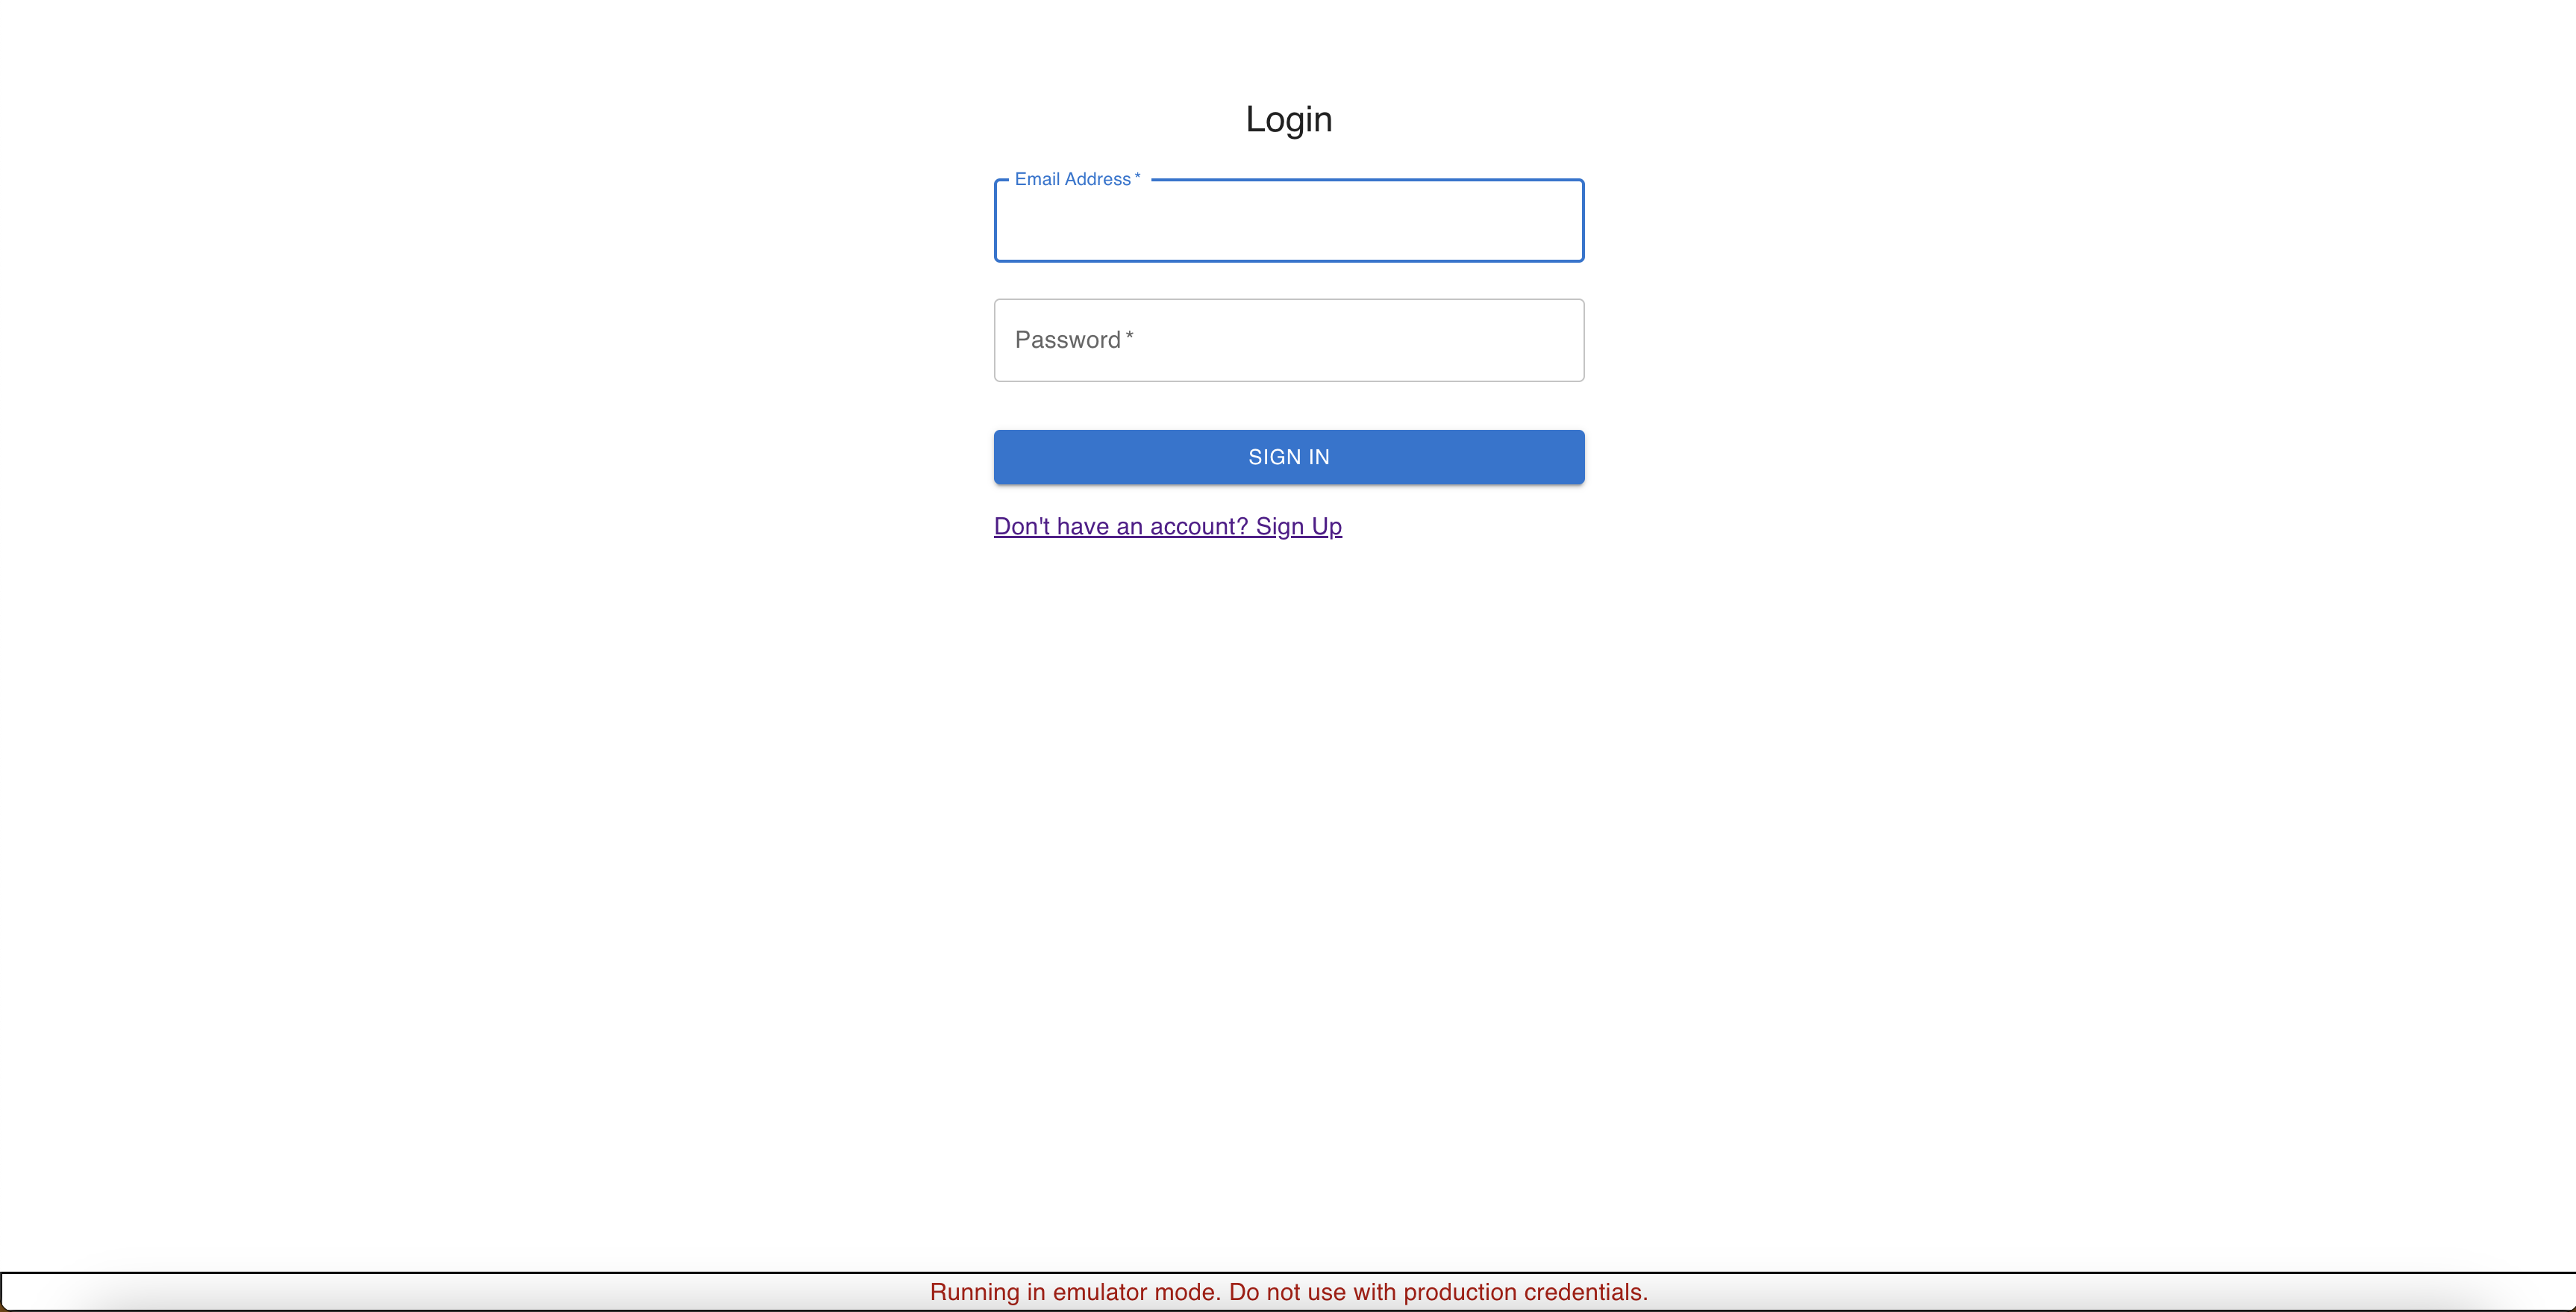 Login
Email Address *
Password *
SIGN IN
Don't have an account? Sign Up
Running in emulator mode. Do not use with production credentials.